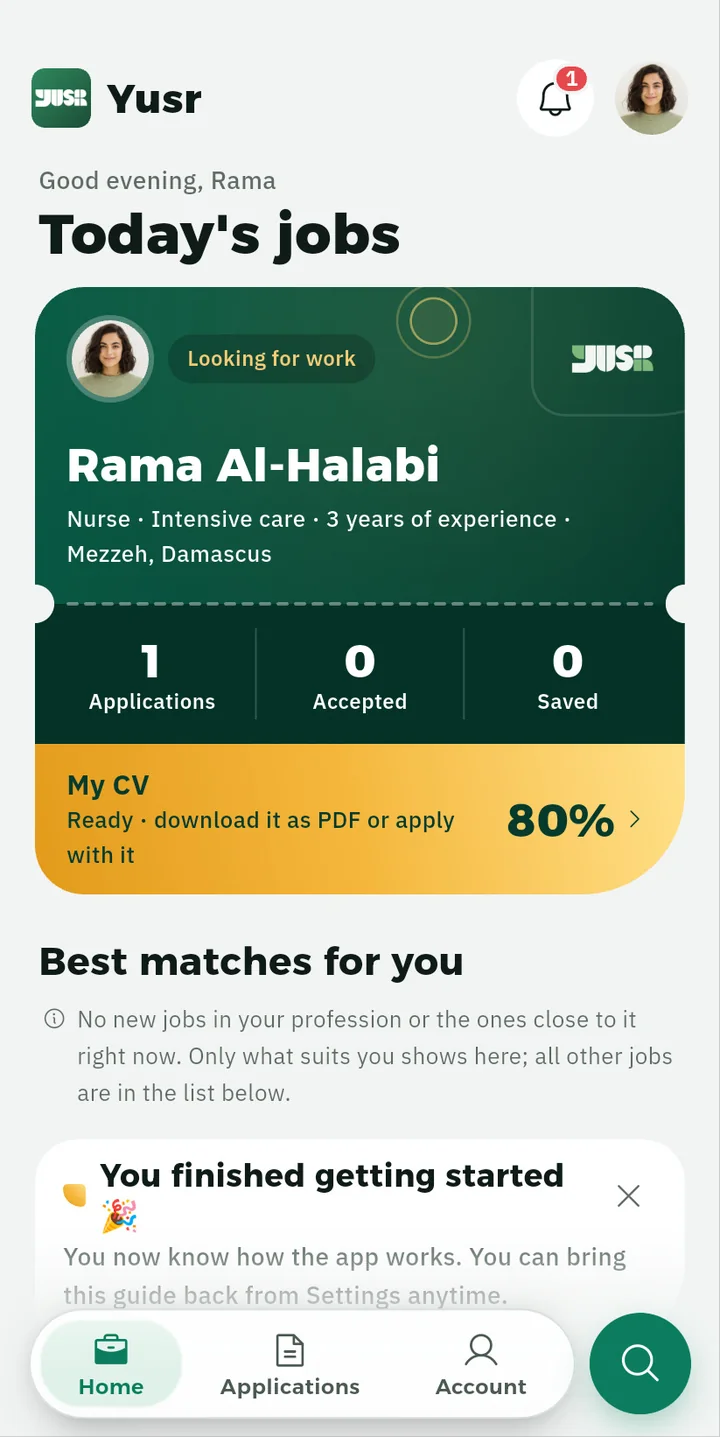 YUSR Yusr 1
Good evening, Rama
Today's jobs
Looking for work
YUSR
Rama Al-Halabi
Nurse · Intensive care · 3 years of experience ·
Mezzeh, Damascus
1 0 0
Applications Accepted Saved
My CV
Ready · download it as PDF or apply
with it
80%
Best matches for you
No new jobs in your profession or the ones close to it
right now. Only what suits you shows here; all other jobs
are in the list below.
You finished getting started
🎉
You now know how the app works. You can bring
this guide back from Settings anytime.
Home Applications Account